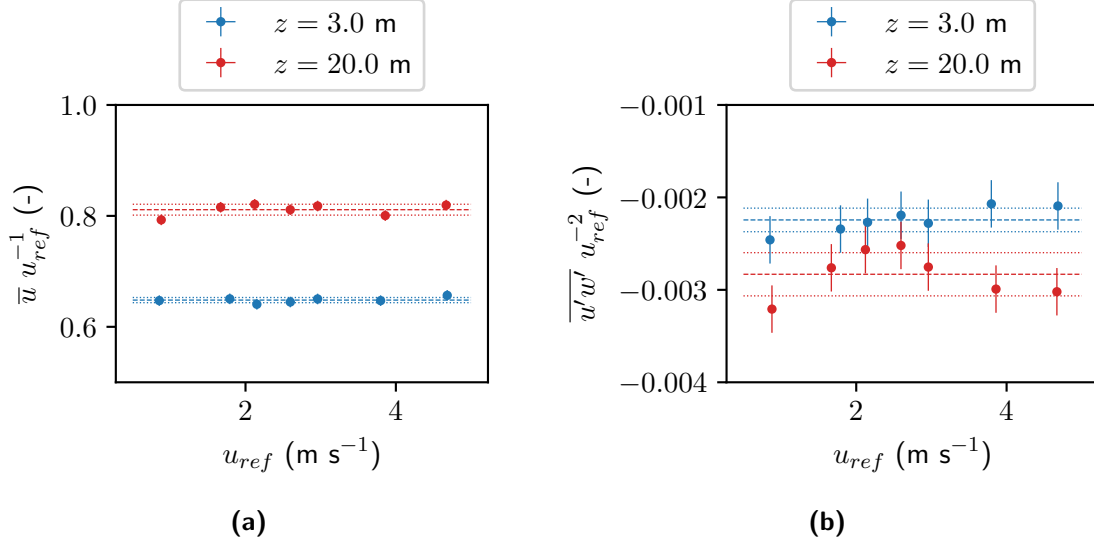 z = 3.0 m
z = 20.0 m
1.0
0.8
0.6
2 4
u_ref (m s⁻¹)
u̅ u_ref⁻¹ (-)
(a)
z = 3.0 m
z = 20.0 m
−0.001
−0.002
−0.003
−0.004
2 4
u_ref (m s⁻¹)
u̅'̅w̅'̅ u_ref⁻² (-)
(b)